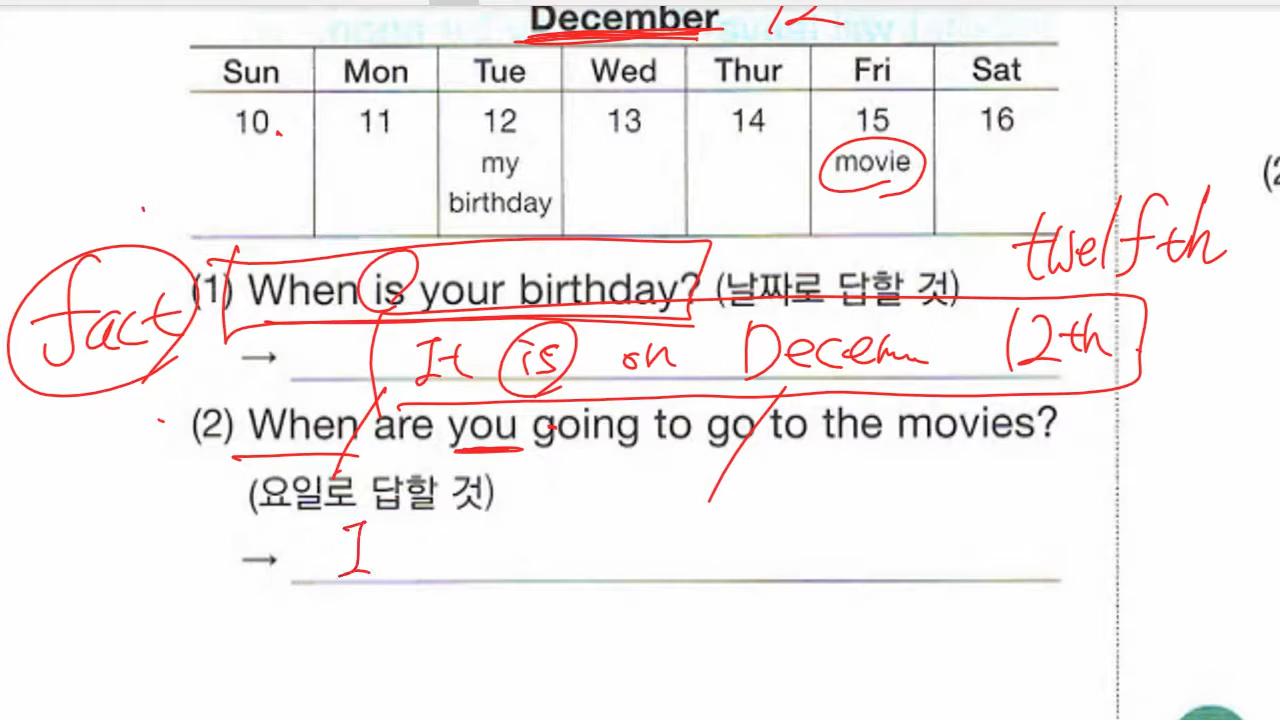 December 12
Sun Mon Tue Wed Thur Fri Sat
10 11 12 13 14 15 16
my movie
birthday
twelfth
fact (1) When is your birthday? (날짜로 답할 것)
→ It is on Decem 12th
(2) When are you going to go to the movies?
(요일로 답할 것)
→ I
(2